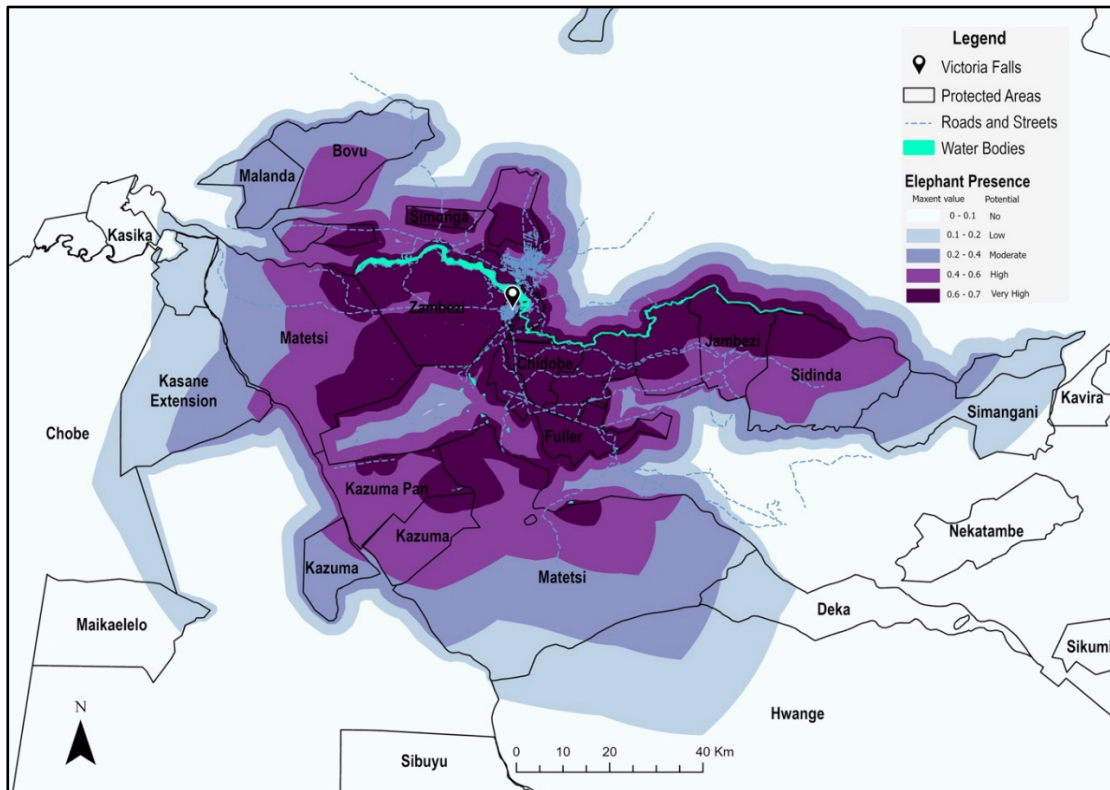 Legend
Victoria Falls
Protected Areas
Roads and Streets
Water Bodies
Elephant Presence
Maxent value Potential
0 - 0.1 No
0.1 - 0.2 Low
0.2 - 0.4 Moderate
0.4 - 0.6 High
0.6 - 0.7 Very High
Bovu
Malanda
Simonga
Kasika
Zambezi
Matetsi
Jambezi
Chidobe
Sidinda
Kasane
Extension
Simangani
Kavira
Chobe
Fuller
Kazuma Pan
Kazuma
Nekatambe
Kazuma
Matetsi
Deka
Maikaelelo
Sikumi
Hwange
N
Sibuyu
0 10 20 40 Km